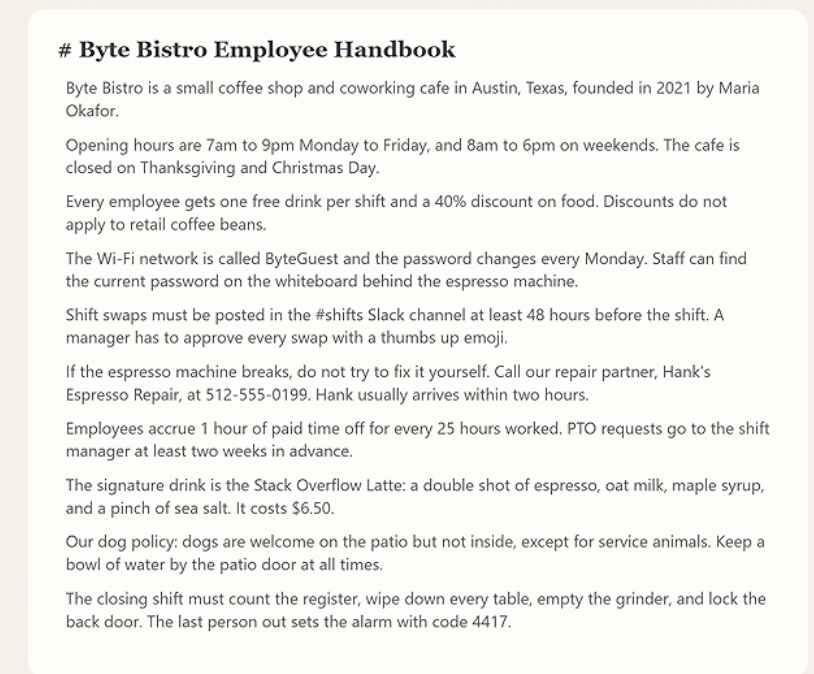 # Byte Bistro Employee Handbook
Byte Bistro is a small coffee shop and coworking cafe in Austin, Texas, founded in 2021 by Maria
Okafor.
Opening hours are 7am to 9pm Monday to Friday, and 8am to 6pm on weekends. The cafe is
closed on Thanksgiving and Christmas Day.
Every employee gets one free drink per shift and a 40% discount on food. Discounts do not
apply to retail coffee beans.
The Wi-Fi network is called ByteGuest and the password changes every Monday. Staff can find
the current password on the whiteboard behind the espresso machine.
Shift swaps must be posted in the #shifts Slack channel at least 48 hours before the shift. A
manager has to approve every swap with a thumbs up emoji.
If the espresso machine breaks, do not try to fix it yourself. Call our repair partner, Hank's
Espresso Repair, at 512-555-0199. Hank usually arrives within two hours.
Employees accrue 1 hour of paid time off for every 25 hours worked. PTO requests go to the shift
manager at least two weeks in advance.
The signature drink is the Stack Overflow Latte: a double shot of espresso, oat milk, maple syrup,
and a pinch of sea salt. It costs $6.50.
Our dog policy: dogs are welcome on the patio but not inside, except for service animals. Keep a
bowl of water by the patio door at all times.
The closing shift must count the register, wipe down every table, empty the grinder, and lock the
back door. The last person out sets the alarm with code 4417.